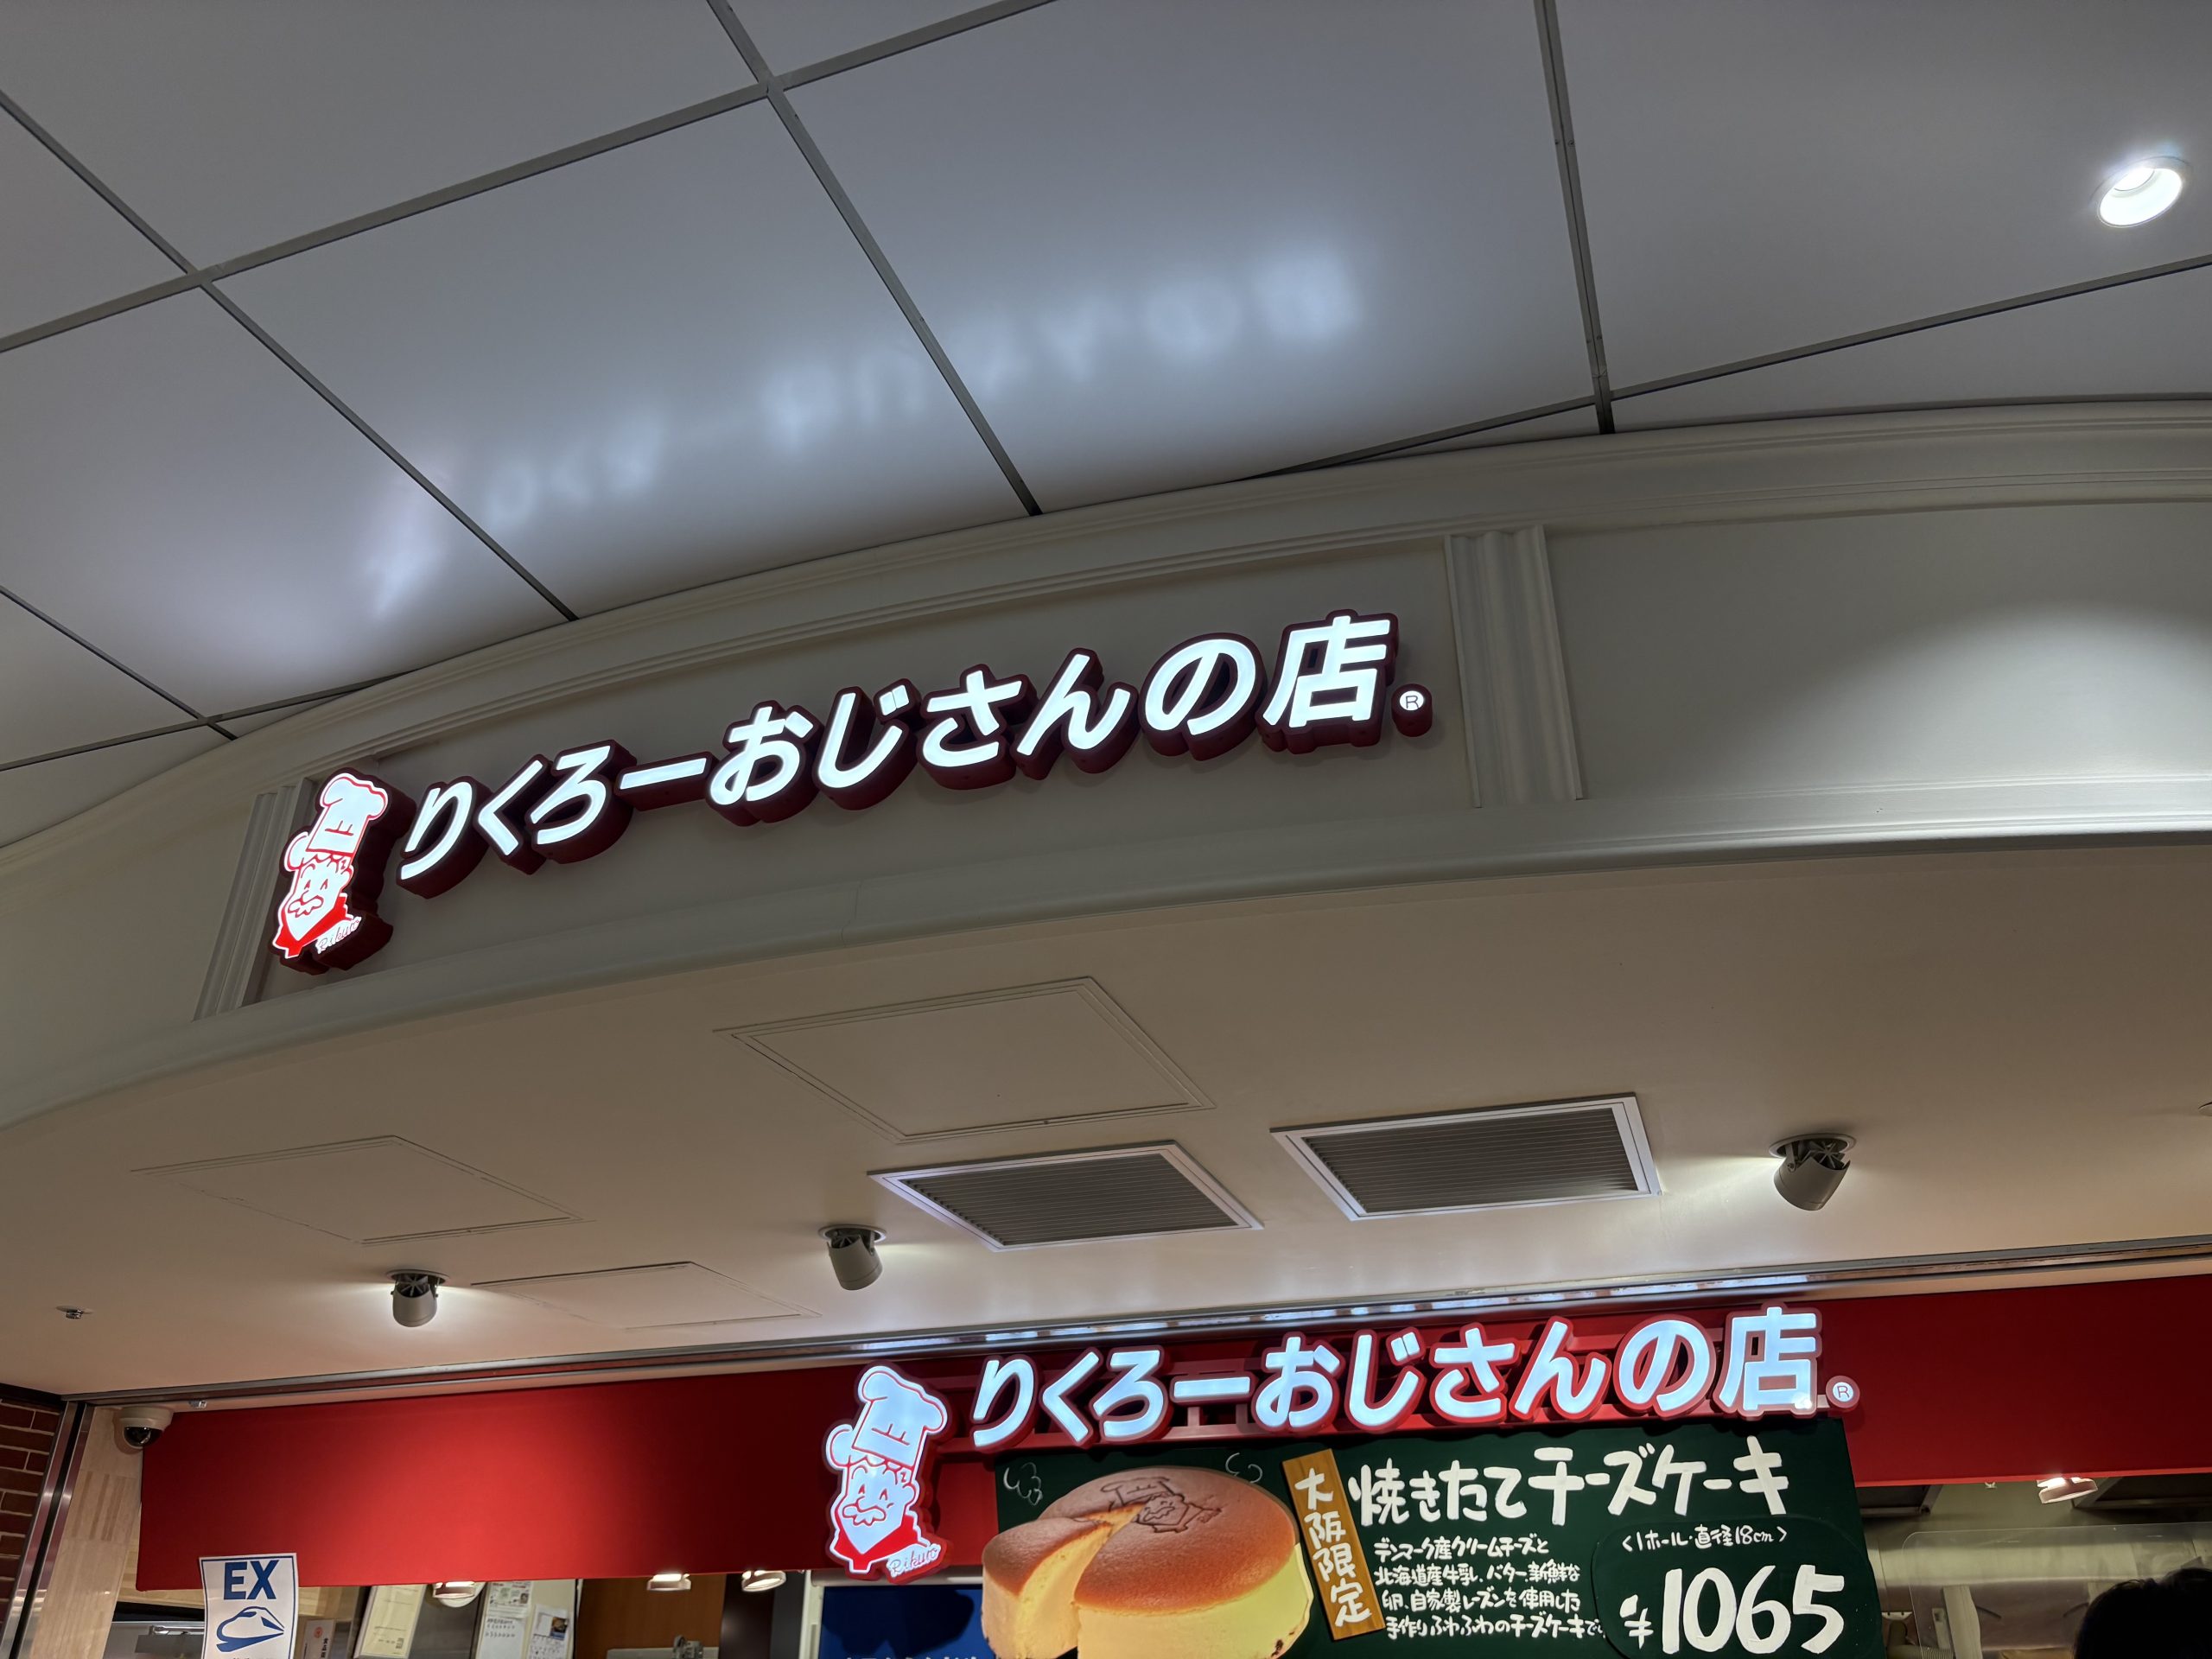 りくろーおじさんの店®
Rikuro
りくろーおじさんの店®
Rikuro
大阪限定
焼きたてチーズケーキ
デンマーク産クリームチーズと
北海道産牛乳、バター、新鮮な
卵、自家製レーズンを使用した
手作りふわふわのチーズケーキです
〈1ホール・直径18cm〉
¥1065
EX